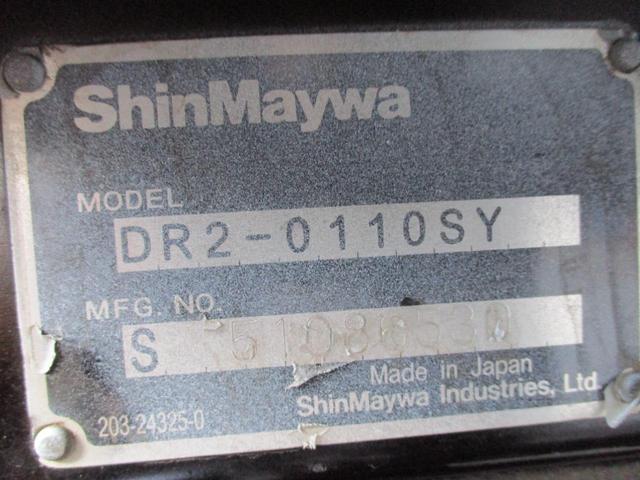 ShinMaywa
MODEL
DR2-0110SY
MFG. NO.
S
Made in Japan
203-24325-0
ShinMaywa Industries, Ltd.